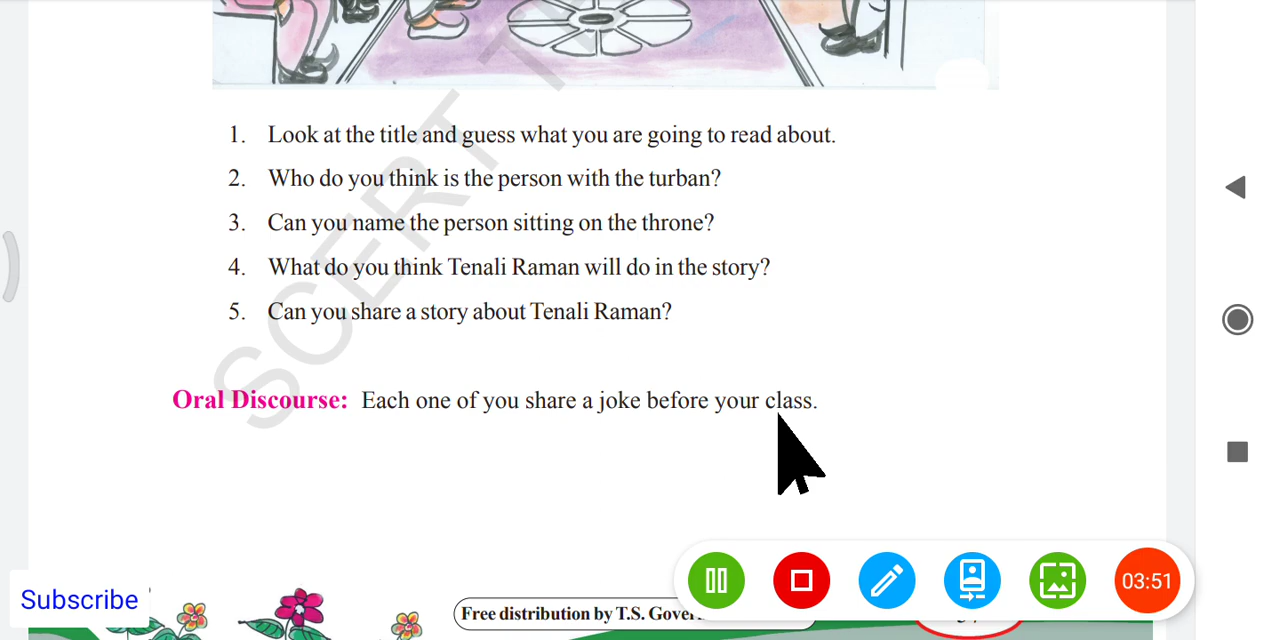 1. Look at the title and guess what you are going to read about.
2. Who do you think is the person with the turban?
3. Can you name the person sitting on the throne?
4. What do you think Tenali Raman will do in the story?
5. Can you share a story about Tenali Raman?
SCERT
Oral Discourse: Each one of you share a joke before your class.
03:51
Subscribe
Free distribution by T.S.